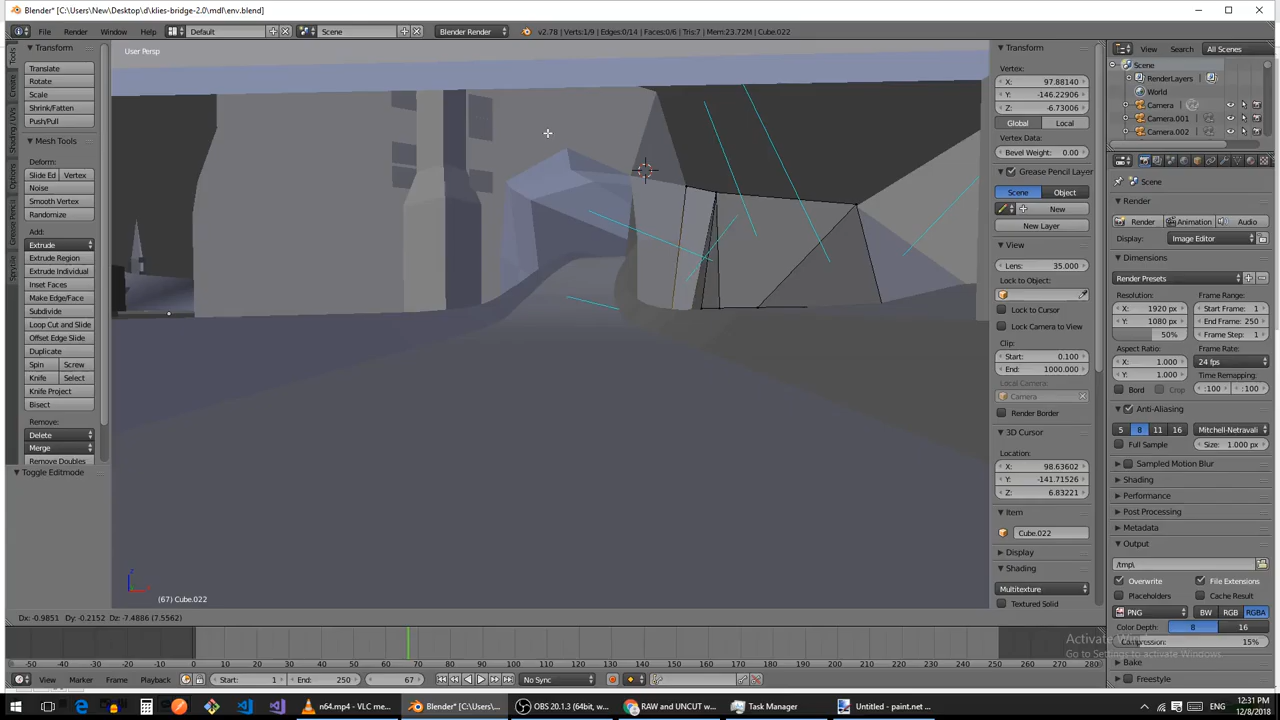 Blender* [C:\Users\New\Desktop\d\klies-bridge-2.0\mdl\env.blend]
File Render Window Help Default Scene Blender Render v2.78 | Verts:1/9 | Edges:0/14 | Faces:0/6 | Tris:7 | Mem:23.72M | Cube.022
Tools
Create
Shading / UVs
Options
Grease Pencil
Transform
Translate
Rotate
Scale
Shrink/Fatten
Push/Pull
Mesh Tools
Deform:
Slide Ed Vertex
Noise
Smooth Vertex
Randomize
Add:
Extrude
Extrude Region
Extrude Individual
Inset Faces
Make Edge/Face
Subdivide
Loop Cut and Slide
Offset Edge Slide
Duplicate
Spin Screw
Knife Select
Knife Project
Bisect
Remove:
Delete
Merge
Remove Doubles
Toggle Editmode
User Persp
(67) Cube.022
Dx: -0.9851 Dy: -0.2152 Dz: -7.4886 (7.5562)
Transform
Vertex:
X: 97.88140
Y: -146.22906
Z: -6.73006
Global Local
Vertex Data:
Bevel Weight: 0.00
Grease Pencil Layer
Scene Object
New
New Layer
View
Lens: 35.000
Lock to Object:
Lock to Cursor
Lock Camera to View
Clip:
Start: 0.100
End: 1000.000
Local Camera:
Camera
Render Border
3D Cursor
Location:
X: 98.63602
Y: -141.71526
Z: 6.83221
Item
Cube.022
Display
Shading
Multitexture
Textured Solid
View Search All Scenes
Scene
RenderLayers
World
Camera
Camera.001
Camera.002
Scene
Render
Render Animation Audio
Display: Image Editor
Dimensions
Render Presets
Resolution: Frame Range:
X: 1920 px Start Frame: 1
Y: 1080 px End Frame: 250
50% Frame Step: 1
Aspect Ratio: Frame Rate:
X: 1.000 24 fps
Y: 1.000 Time Remapping:
Bord Crop :100 :100
Anti-Aliasing
5 8 11 16 Mitchell-Netravali
Full Sample Size: 1.000 px
Sampled Motion Blur
Shading
Performance
Post Processing
Metadata
Output
/tmp\
Overwrite File Extensions
Placeholders Cache Result
PNG BW RGB RGBA
Color Depth: 8 16
Compression: 15%
Bake
Freestyle
Activate Windows
Go to Settings to activate Windows.
-50 -40 -30 -20 -10 0 10 20 30 40 50 60 70 80 90 100 110 120 130 140 150 160 170 180 190 200 210 220 230 240 250 260 270 280
View Marker Frame Playback Start: 1 End: 250 67 No Sync
n64.mp4 - VLC me... Blender* [C:\Users\... OBS 20.1.3 (64bit, w... RAW and UNCUT w... Task Manager Untitled - paint.net ... 12:31 PM
12/8/2018